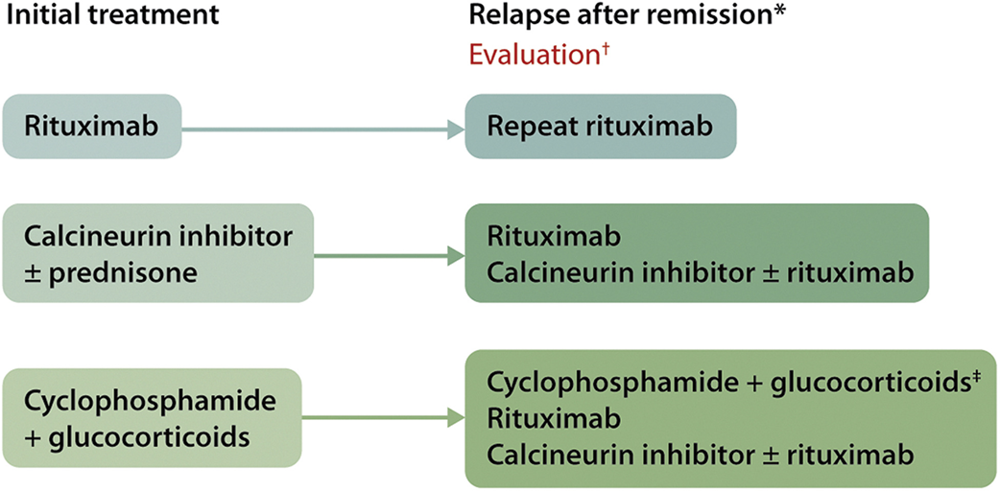 Initial treatment
Relapse after remission*
Evaluation†
Rituximab
Repeat rituximab
Calcineurin inhibitor
± prednisone
Rituximab
Calcineurin inhibitor ± rituximab
Cyclophosphamide
+ glucocorticoids
Cyclophosphamide + glucocorticoids‡
Rituximab
Calcineurin inhibitor ± rituximab